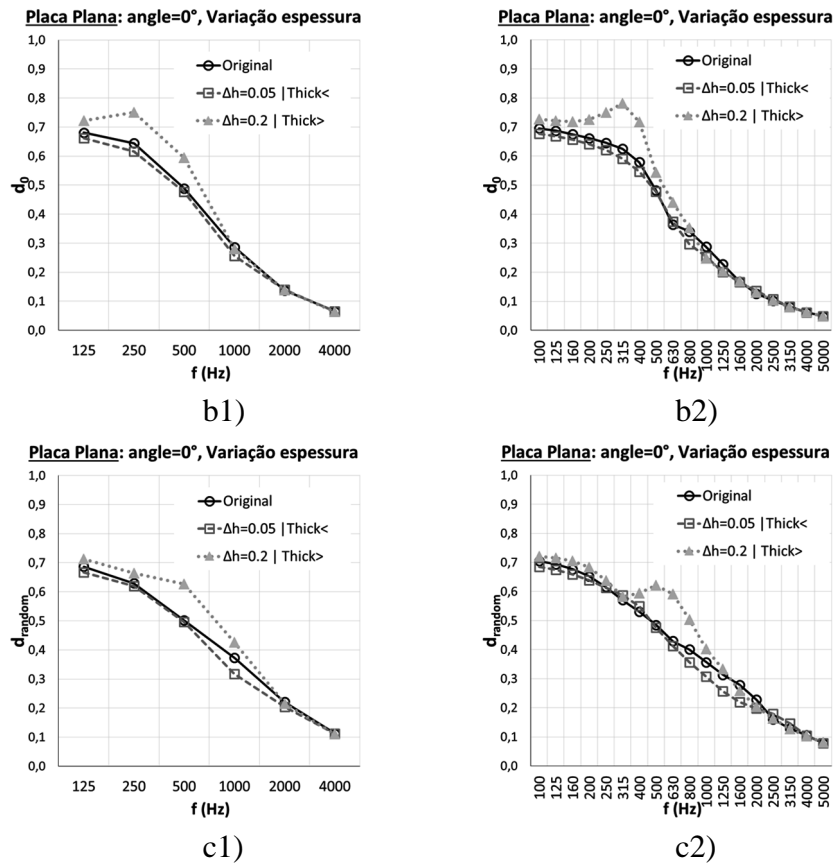 Placa Plana: angle=0°, Variação espessura
1,0
0,9
0,8
0,7
0,6
0,5
0,4
0,3
0,2
0,1
0,0
d0
Original
Δh=0.05 |Thick<
Δh=0.2 | Thick>
125 250 500 1000 2000 4000
f (Hz)
b1)
Placa Plana: angle=0°, Variação espessura
1,0
0,9
0,8
0,7
0,6
0,5
0,4
0,3
0,2
0,1
0,0
d0
Original
Δh=0.05 |Thick<
Δh=0.2 | Thick>
100 125 160 200 250 315 400 500 630 800 1000 1250 1600 2000 2500 3150 4000 5000
f (Hz)
b2)
Placa Plana: angle=0°, Variação espessura
1,0
0,9
0,8
0,7
0,6
0,5
0,4
0,3
0,2
0,1
0,0
drandom
Original
Δh=0.05 |Thick<
Δh=0.2 | Thick>
125 250 500 1000 2000 4000
f (Hz)
c1)
Placa Plana: angle=0°, Variação espessura
1,0
0,9
0,8
0,7
0,6
0,5
0,4
0,3
0,2
0,1
0,0
drandom
Original
Δh=0.05 |Thick<
Δh=0.2 | Thick>
100 125 160 200 250 315 400 500 630 800 1000 1250 1600 2000 2500 3150 4000 5000
f (Hz)
c2)